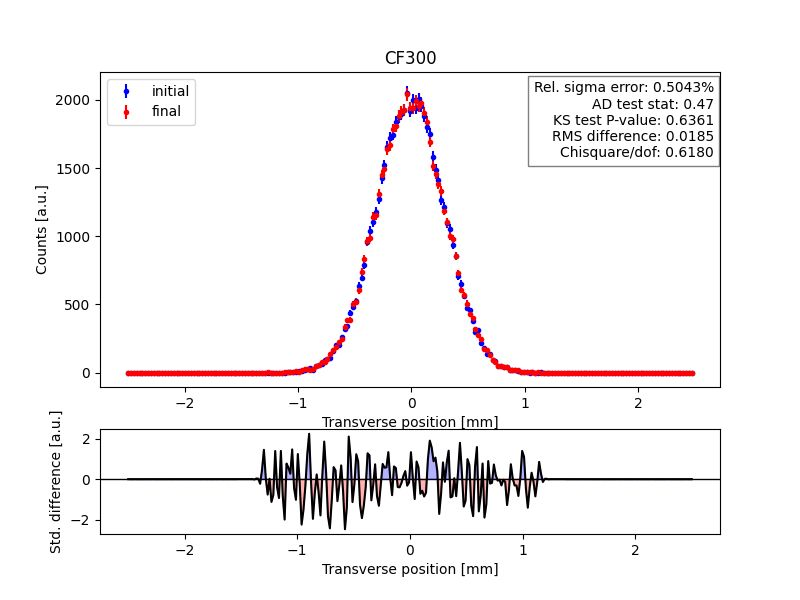 CF300
initial
final
Rel. sigma error: 0.5043%
AD test stat: 0.47
KS test P-value: 0.6361
RMS difference: 0.0185
Chisquare/dof: 0.6180
Counts [a.u.]
2000
1500
1000
500
0
−2
−1
0
1
2
Transverse position [mm]
Std. difference [a.u.]
2
0
−2
−2
−1
0
1
2
Transverse position [mm]